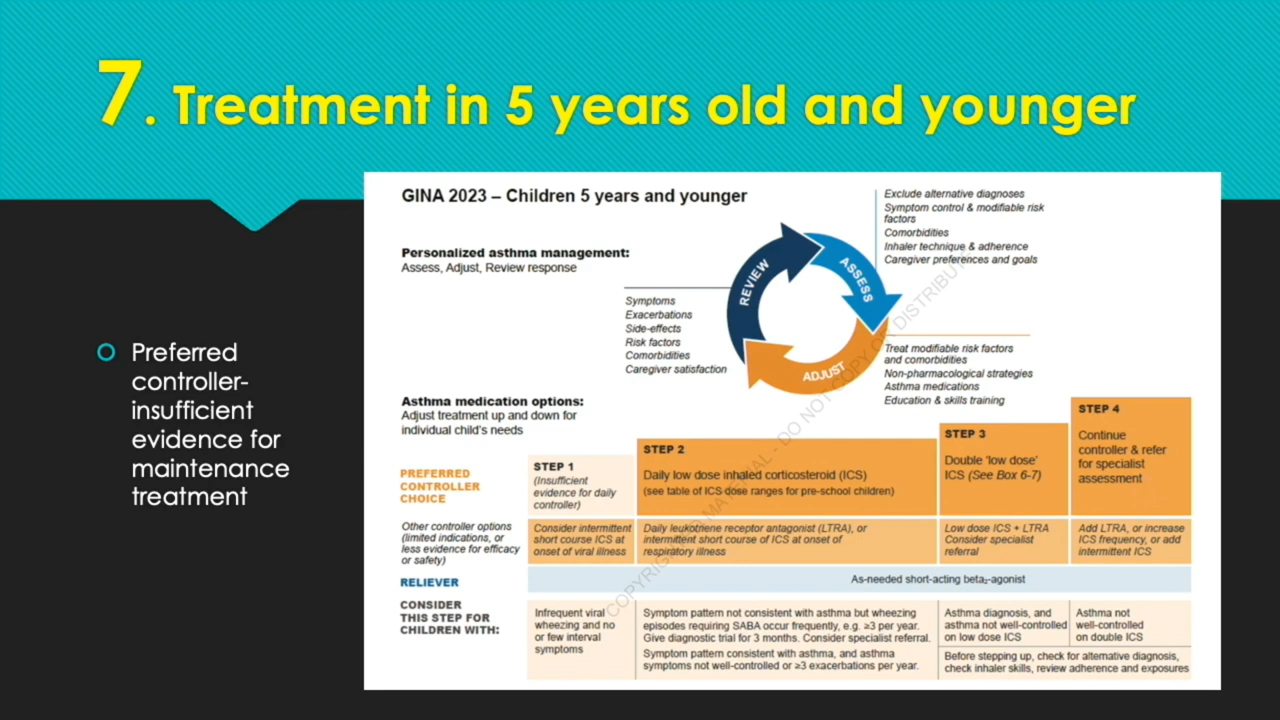 7. Treatment in 5 years old and younger
Preferred
controller-
insufficient
evidence for
maintenance
treatment
GINA 2023 – Children 5 years and younger
Personalized asthma management:
Assess, Adjust, Review response
Exclude alternative diagnoses
Symptom control & modifiable risk
factors
Comorbidities
Inhaler technique & adherence
Caregiver preferences and goals
REVIEW
ASSESS
ADJUST
Symptoms
Exacerbations
Side-effects
Risk factors
Comorbidities
Caregiver satisfaction
Treat modifiable risk factors
and comorbidities
Non-pharmacological strategies
Asthma medications
Education & skills training
Asthma medication options:
Adjust treatment up and down for
individual child's needs
PREFERRED
CONTROLLER
CHOICE
STEP 1
(Insufficient
evidence for daily
controller)
STEP 2
Daily low dose inhaled corticosteroid (ICS)
(see table of ICS dose ranges for pre-school children)
STEP 3
Double 'low dose'
ICS (See Box 6-7)
STEP 4
Continue
controller & refer
for specialist
assessment
Other controller options
(limited indications, or
less evidence for efficacy
or safety)
Consider intermittent
short course ICS at
onset of viral illness
Daily leukotriene receptor antagonist (LTRA), or
intermittent short course of ICS at onset of
respiratory illness
Low dose ICS + LTRA
Consider specialist
referral
Add LTRA, or increase
ICS frequency, or add
intermittent ICS
RELIEVER
As-needed short-acting beta₂-agonist
CONSIDER
THIS STEP FOR
CHILDREN WITH:
Infrequent viral
wheezing and no
or few interval
symptoms
Symptom pattern not consistent with asthma but wheezing
episodes requiring SABA occur frequently, e.g. ≥3 per year.
Give diagnostic trial for 3 months. Consider specialist referral.
Symptom pattern consistent with asthma, and asthma
symptoms not well-controlled or ≥3 exacerbations per year.
Asthma diagnosis, and
asthma not well-controlled
on low dose ICS
Asthma not
well-controlled
on double ICS
Before stepping up, check for alternative diagnosis,
check inhaler skills, review adherence and exposures
COPYRIGHTED MATERIAL - DO NOT COPY OR DISTRIBUTE